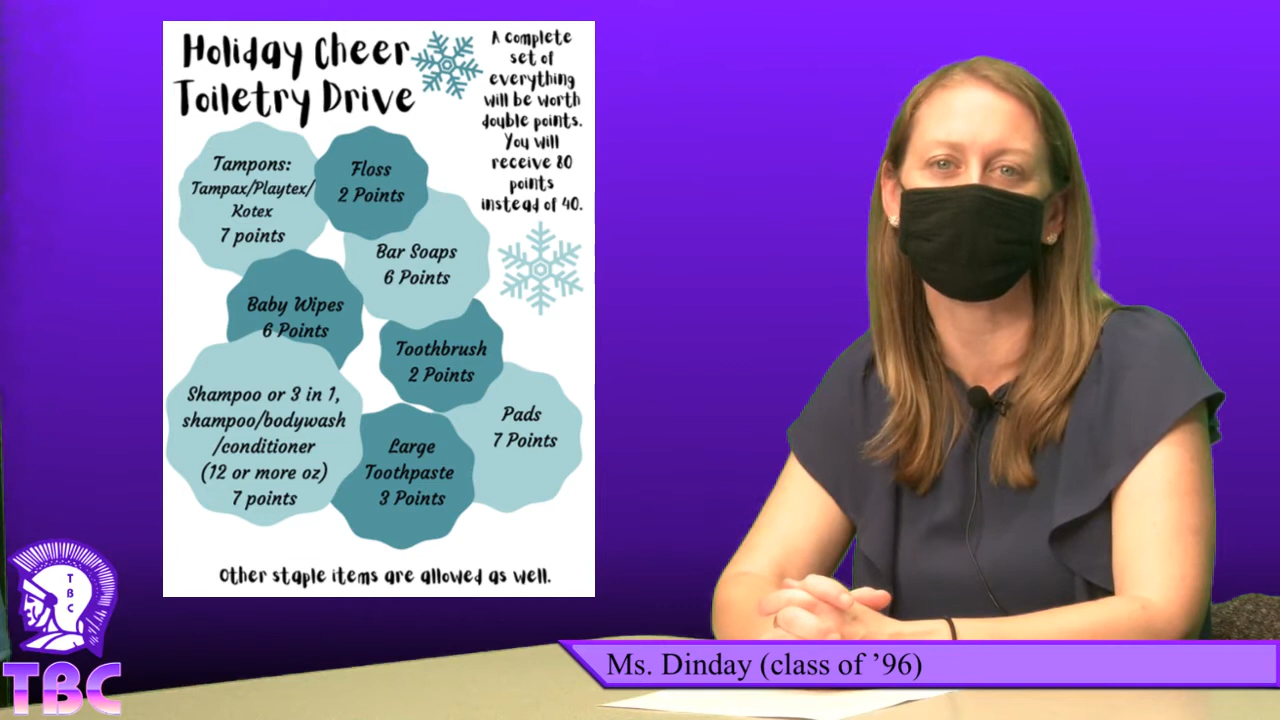 Holiday Cheer
Toiletry Drive
A complete
set of
everything
will be worth
double points.
You will
receive 80
points
instead of 40.
Tampons:
Tampax/Playtex/
Kotex
7 points
Floss
2 Points
Bar Soaps
6 Points
Baby Wipes
6 Points
Toothbrush
2 Points
Shampoo or 3 in 1,
shampoo/bodywash
/conditioner
(12 or more oz)
7 points
Pads
7 Points
Large
Toothpaste
3 Points
Other staple items are allowed as well.
T
B
C
TBC
Ms. Dinday (class of ’96)